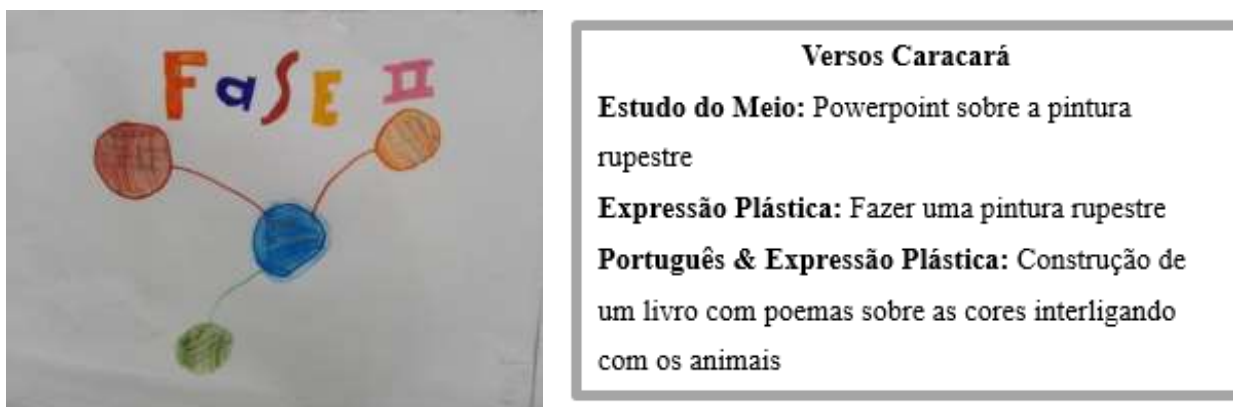 FaSE II
Versos Caracará
Estudo do Meio: Powerpoint sobre a pintura
rupestre
Expressão Plástica: Fazer uma pintura rupestre
Português & Expressão Plástica: Construção de
um livro com poemas sobre as cores interligando
com os animais